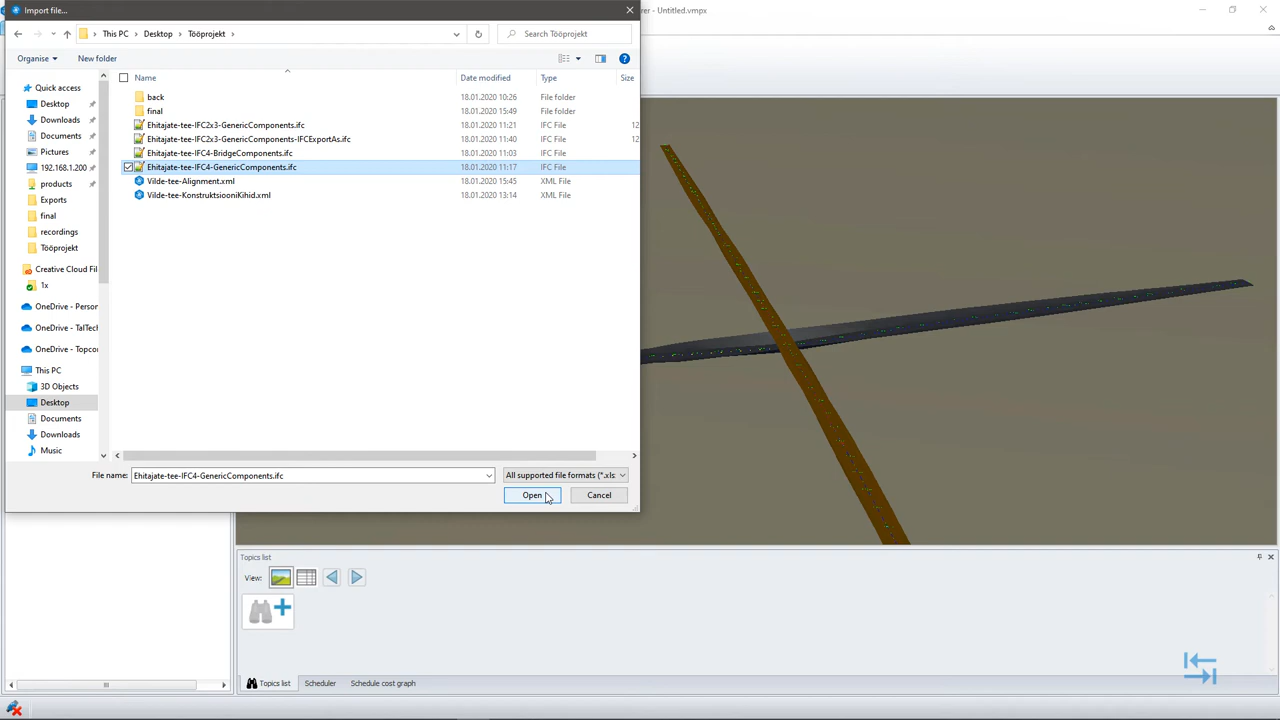 Import file...
rer - Untitled.vmpx
This PC
Desktop
Tööprojekt
Search Tööprojekt
Organise
New folder
Name
Date modified
Type
Size
back
18.01.2020 10:26
File folder
final
18.01.2020 15:49
File folder
Ehitajate-tee-IFC2x3-GenericComponents.ifc
18.01.2020 11:21
IFC File
12
Ehitajate-tee-IFC2x3-GenericComponents-IFCExportAs.ifc
18.01.2020 11:40
IFC File
12
Ehitajate-tee-IFC4-BridgeComponents.ifc
18.01.2020 11:03
IFC File
Ehitajate-tee-IFC4-GenericComponents.ifc
18.01.2020 11:17
IFC File
Vilde-tee-Alignment.xml
18.01.2020 15:45
XML File
Vilde-tee-KonstruktsiooniKihid.xml
18.01.2020 13:14
XML File
Quick access
Desktop
Downloads
Documents
Pictures
192.168.1.200
products
Exports
final
recordings
Tööprojekt
Creative Cloud Fil
1x
OneDrive - Person
OneDrive - TalTech
OneDrive - Topcon
This PC
3D Objects
Desktop
Documents
Downloads
Music
File name:
Ehitajate-tee-IFC4-GenericComponents.ifc
All supported file formats (*.xls
Open
Cancel
Topics list
View:
Topics list
Scheduler
Schedule cost graph